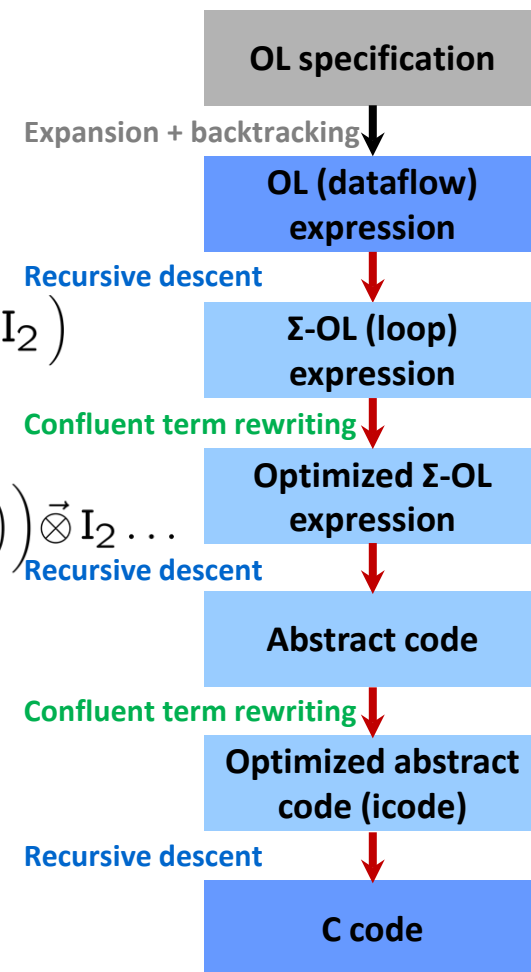 OL specification
Expansion + backtracking
OL (dataflow)
expression
Recursive descent
I₂ )
Σ-OL (loop)
expression
Confluent term rewriting
Optimized Σ-OL
expression
) ) ⊗⃗ I₂ …
Recursive descent
Abstract code
Confluent term rewriting
Optimized abstract
code (icode)
Recursive descent
C code